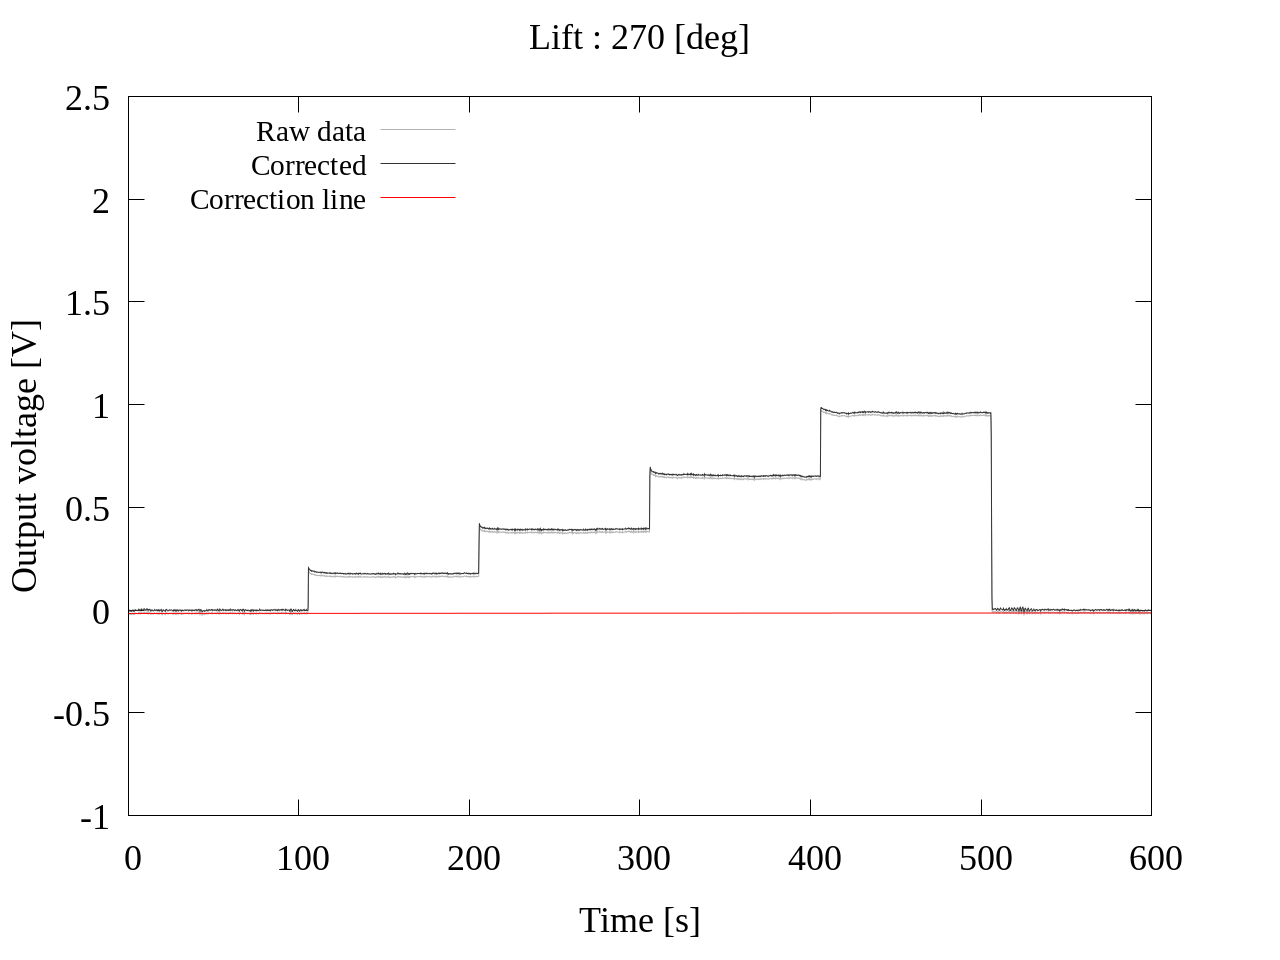 Lift : 270 [deg]
2.5
2
1.5
1
0.5
0
-0.5
-1
Output voltage [V]
Raw data
Corrected
Correction line
0 100 200 300 400 500 600
Time [s]